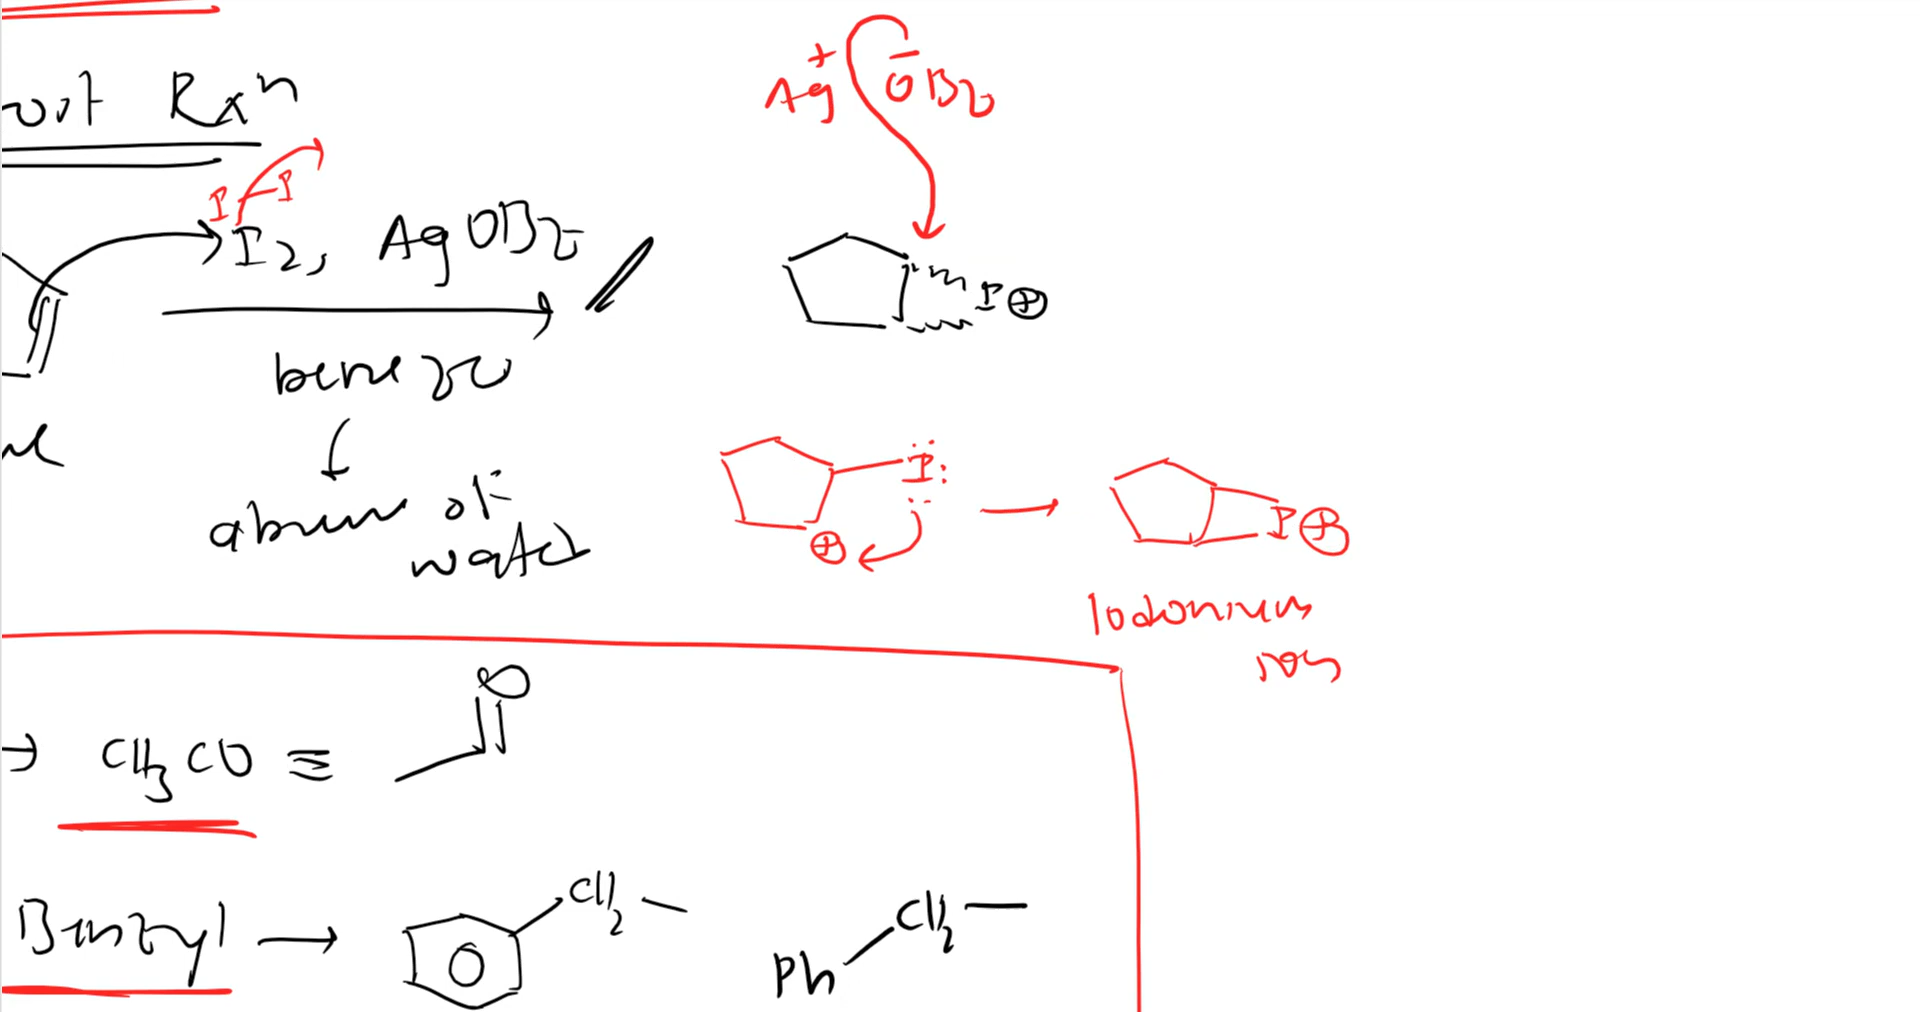 Rxn
Ag+ -OBz
I-I
I2, AgOBz
I⊕
benzene
absence of
water
I
⊕
I⊕
Iodonium
ion
O
→ CH3CO ≡
Benzyl → CH2—
Ph CH2—